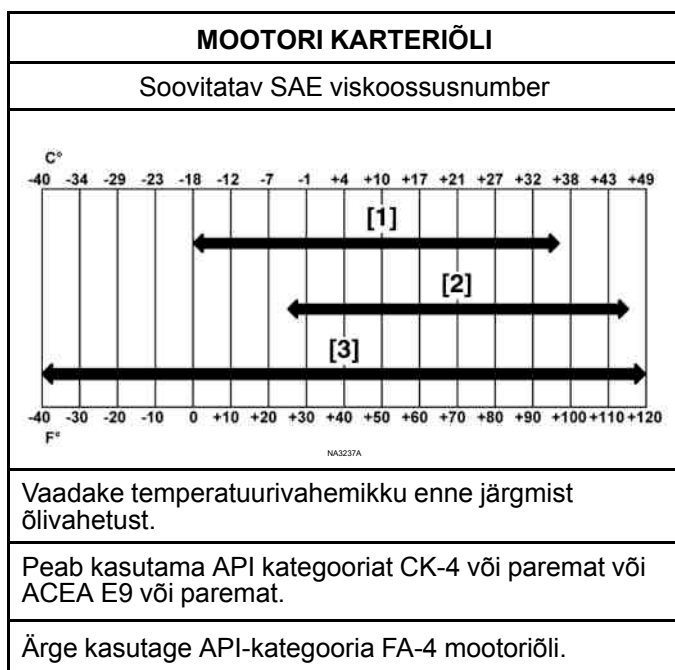 MOOTORI KARTERIÕLI
Soovitatav SAE viskoossusnumber
C°
-40 -34 -29 -23 -18 -12 -7 -1 +4 +10 +17 +21 +27 +32 +38 +43 +49
[1]
[2]
[3]
-40 -30 -20 -10 0 +10 +20 +30 +40 +50 +60 +70 +80 +90 +100 +110 +120
F°
NA3237A
Vaadake temperatuurivahemikku enne järgmist
õlivahetust.
Peab kasutama API kategooriat CK-4 või paremat või
ACEA E9 või paremat.
Ärge kasutage API-kategooria FA-4 mootoriõli.